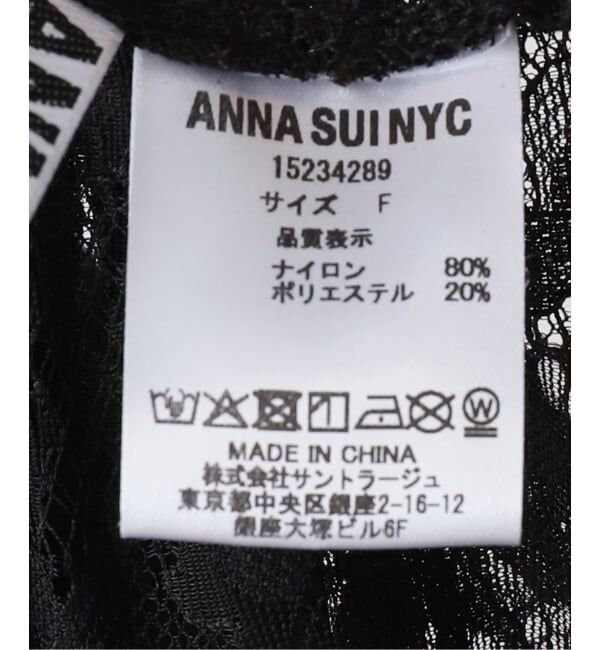 ANNA SUI NYC
15234289
サイズ F
品質表示
ナイロン 80%
ポリエステル 20%
W
MADE IN CHINA
株式会社サントラージュ
東京都中央区銀座2-16-12
銀座大塚ビル6F